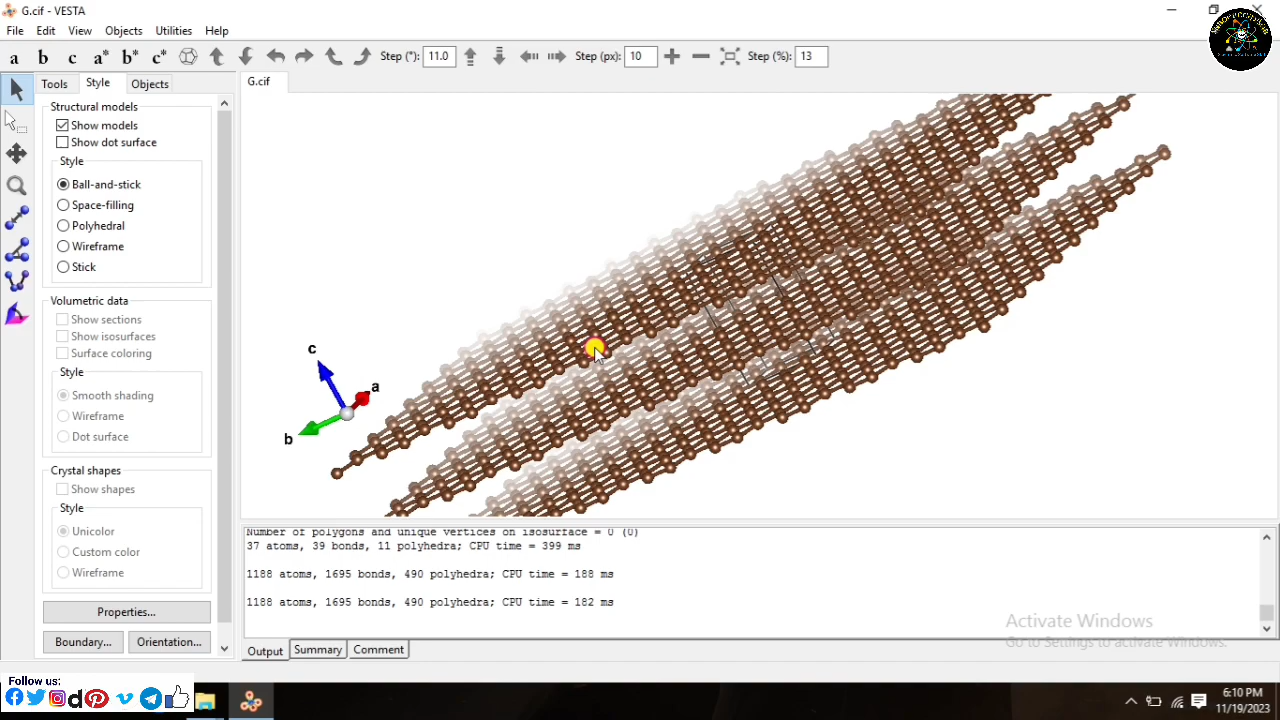 G.cif - VESTA
File Edit View Objects Utilities Help
a b c a* b* c* Step (°): 11.0 Step (px): 10 Step (%): 13
Tools Style Objects
G.cif
Structural models
Show models
Show dot surface
Style
Ball-and-stick
Space-filling
Polyhedral
Wireframe
Stick
Volumetric data
Show sections
Show isosurfaces
Surface coloring
Style
Smooth shading
Wireframe
Dot surface
Crystal shapes
Show shapes
Style
Unicolor
Custom color
Wireframe
Properties...
Boundary... Orientation...
c
a
b
Number of polygons and unique vertices on isosurface = 0 (0)
37 atoms, 39 bonds, 11 polyhedra; CPU time = 399 ms
1188 atoms, 1695 bonds, 490 polyhedra; CPU time = 188 ms
1188 atoms, 1695 bonds, 490 polyhedra; CPU time = 182 ms
Activate Windows
Go to Settings to activate Windows.
Output Summary Comment
Follow us:
6:10 PM
11/19/2023